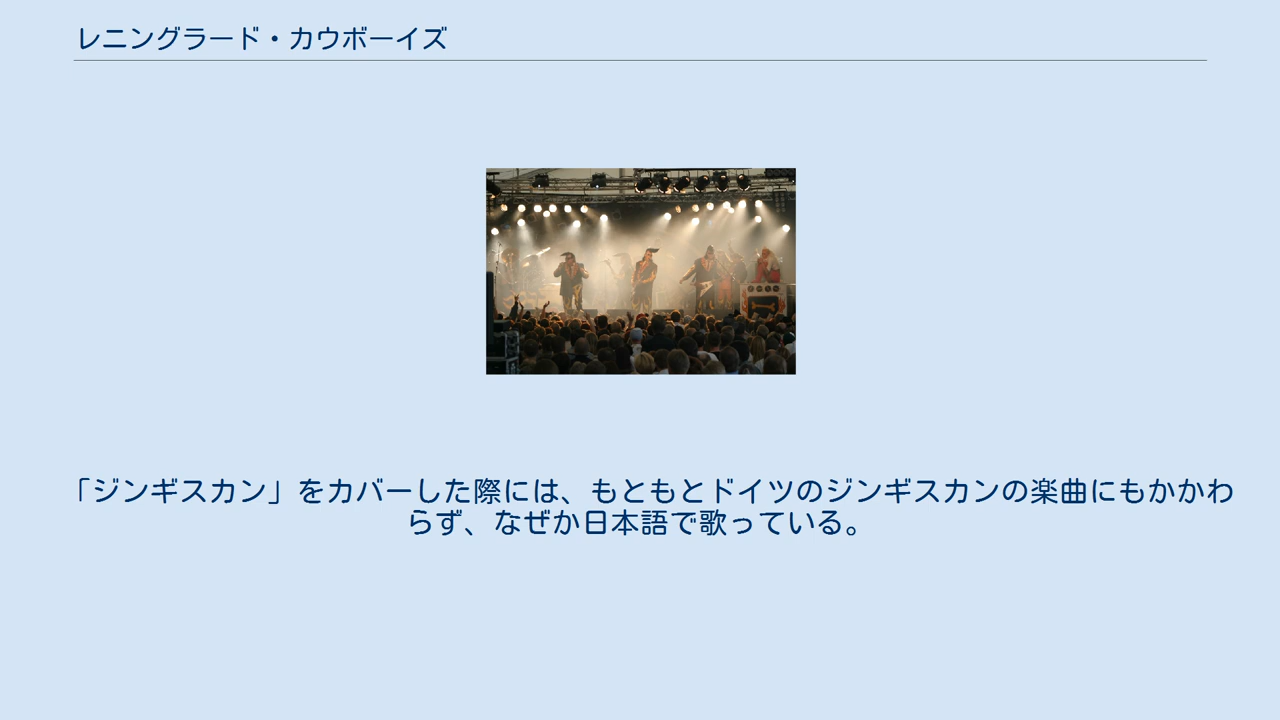 レニングラード・カウボーイズ
「ジンギスカン」をカバーした際には、もともとドイツのジンギスカンの楽曲にもかかわ
らず、なぜか日本語で歌っている。